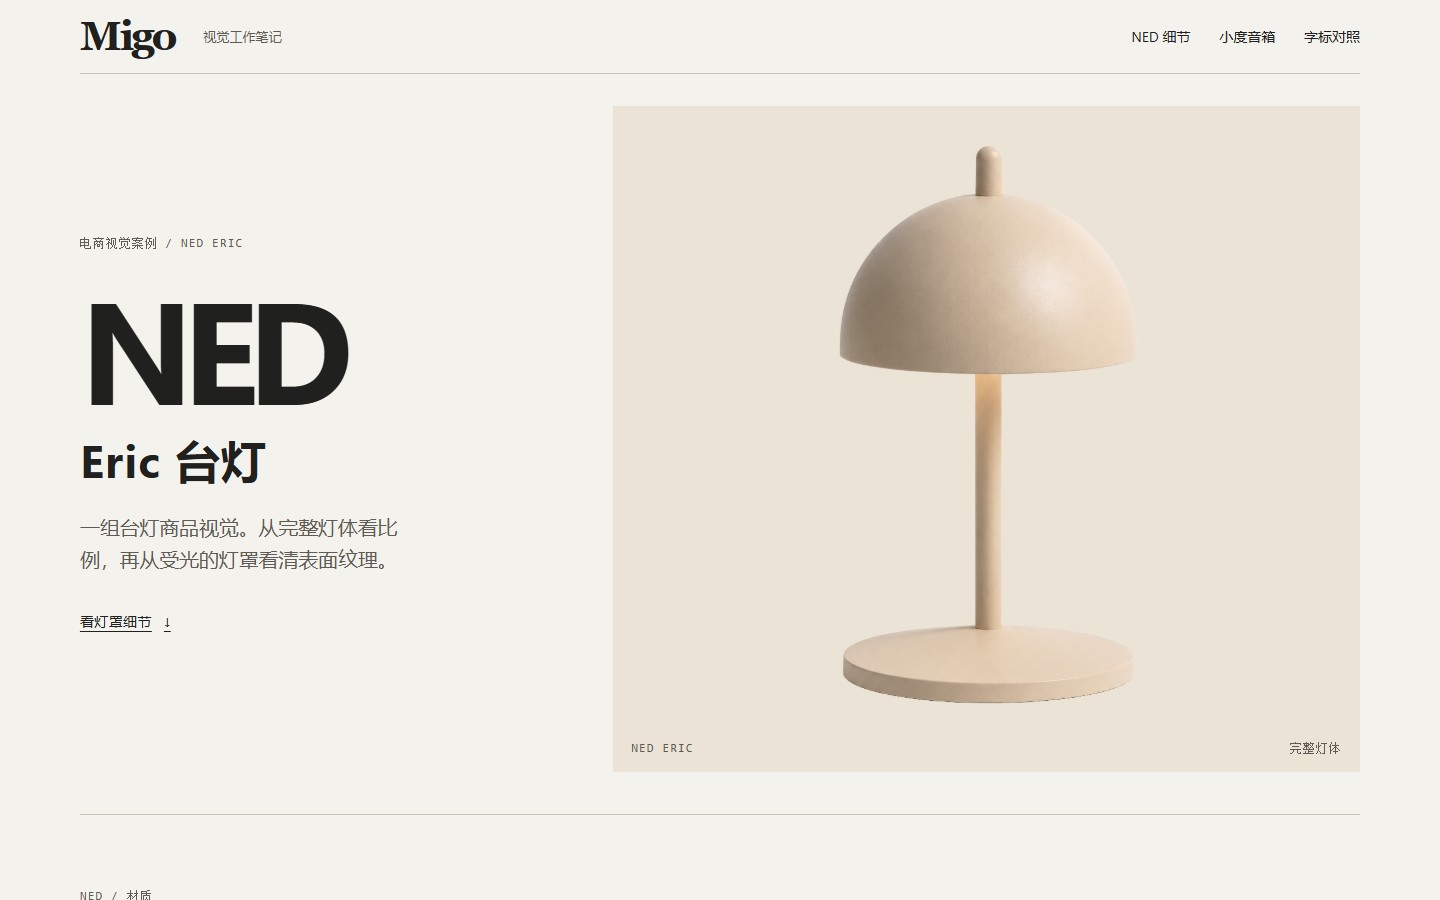 Migo
视觉工作笔记
NED 细节
小度音箱
字标对照
电商视觉案例 / NED ERIC
NED
Eric 台灯
一组台灯商品视觉。从完整灯体看比
例，再从受光的灯罩看清表面纹理。
看灯罩细节 ↓
NED ERIC
完整灯体
NED / 材质